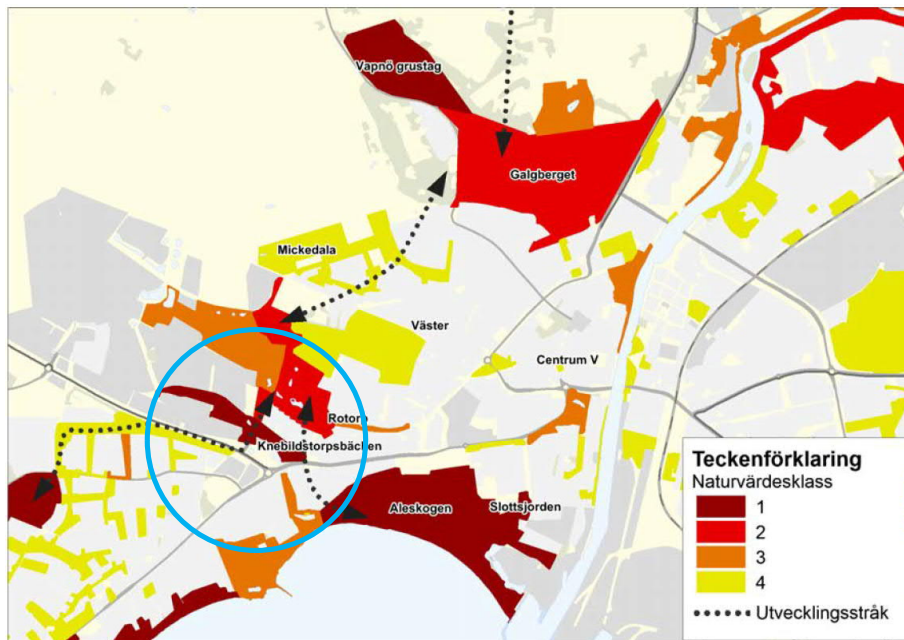 Vapnö grustag
Galgberget
Mickedala
Väster
Centrum V
Rotorp
Knebildstorpsbäcken
Aleskogen
Slottsjorden
Teckenförklaring
Naturvärdesklass
1
2
3
4
Utvecklingsstråk